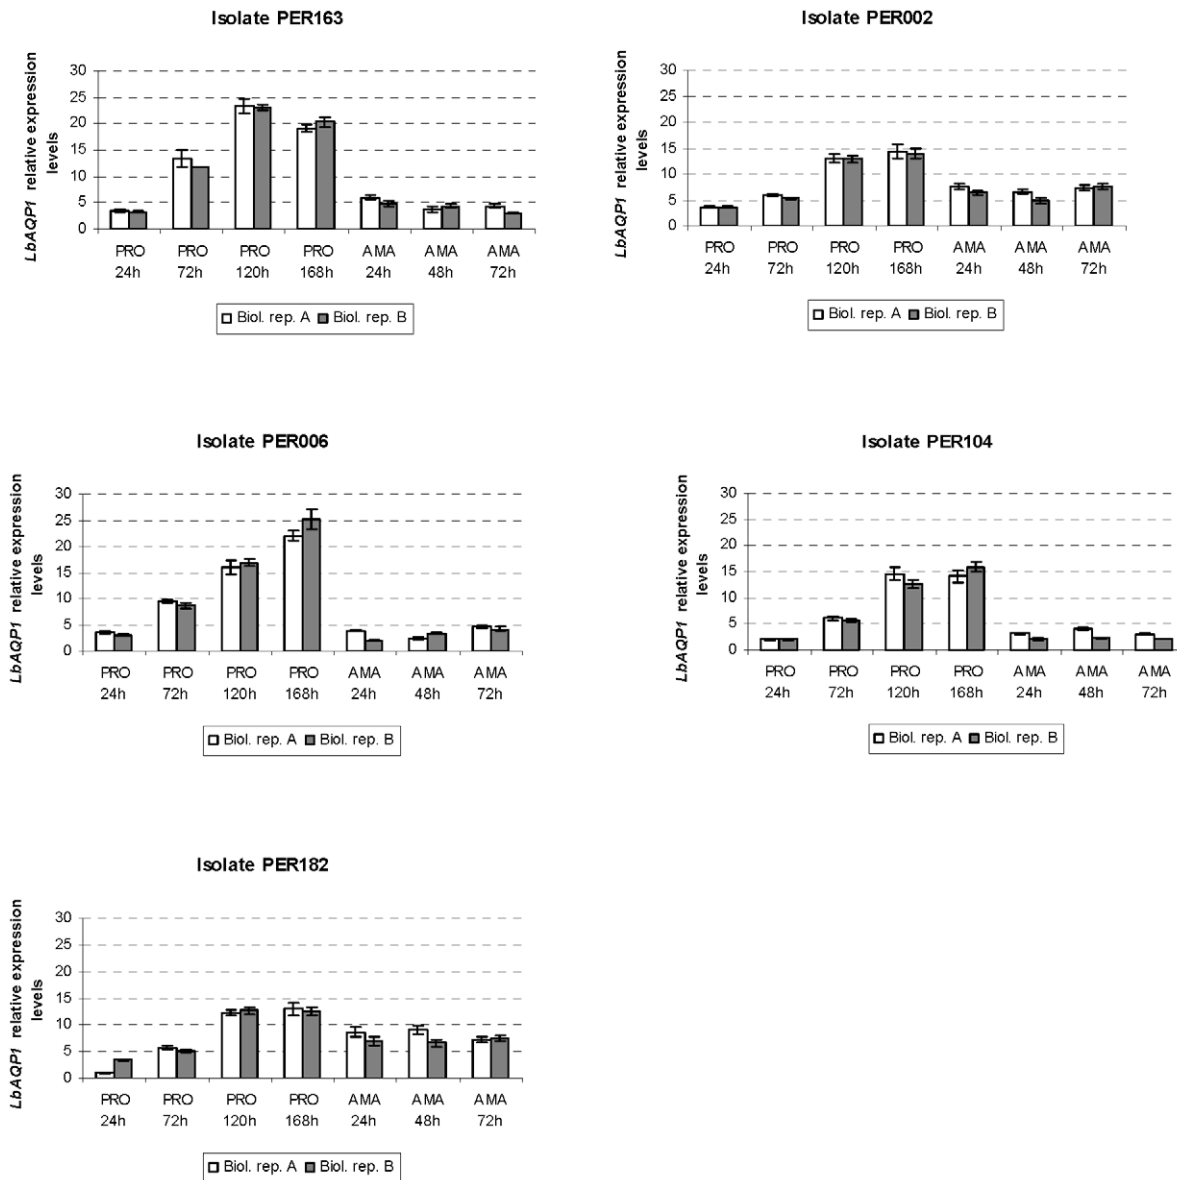 Isolate PER163
LbAQP1 relative expression
levels
30
25
20
15
10
5
0
PRO PRO PRO PRO AMA AMA AMA
24h 72h 120h 168h 24h 48h 72h
Biol. rep. A Biol. rep. B
Isolate PER002
LbAQP1 relative expression
levels
30
25
20
15
10
5
0
PRO PRO PRO PRO AMA AMA AMA
24h 72h 120h 168h 24h 48h 72h
Biol. rep. A Biol. rep. B
Isolate PER006
LbAQP1 relative expression
levels
30
25
20
15
10
5
0
PRO PRO PRO PRO AMA AMA AMA
24h 72h 120h 168h 24h 48h 72h
Biol. rep. A Biol. rep. B
Isolate PER104
LbAQP1 relative expression
levels
30
25
20
15
10
5
0
PRO PRO PRO PRO AMA AMA AMA
24h 72h 120h 168h 24h 48h 72h
Biol. rep. A Biol. rep. B
Isolate PER182
LbAQP1 relative expression
levels
30
25
20
15
10
5
0
PRO PRO PRO PRO AMA AMA AMA
24h 72h 120h 168h 24h 48h 72h
Biol. rep. A Biol. rep. B